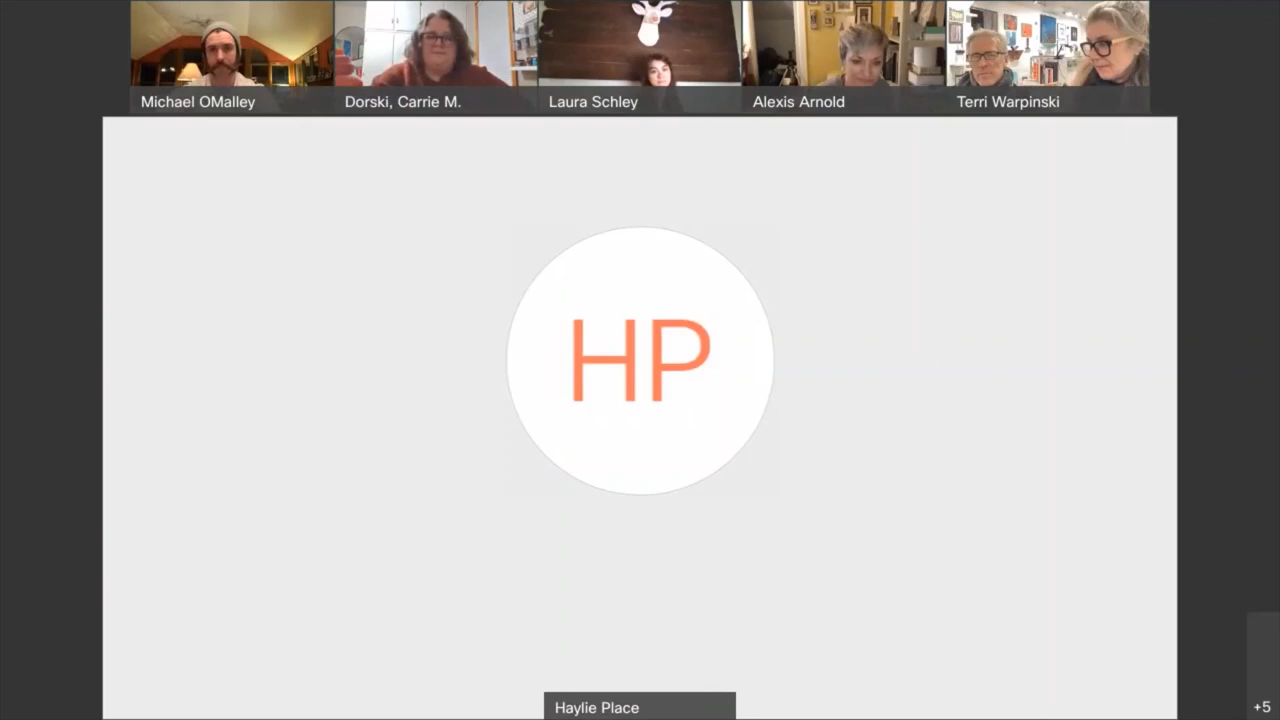 Michael OMalley
Dorski, Carrie M.
Laura Schley
Alexis Arnold
Terri Warpinski
HP
Haylie Place
+5